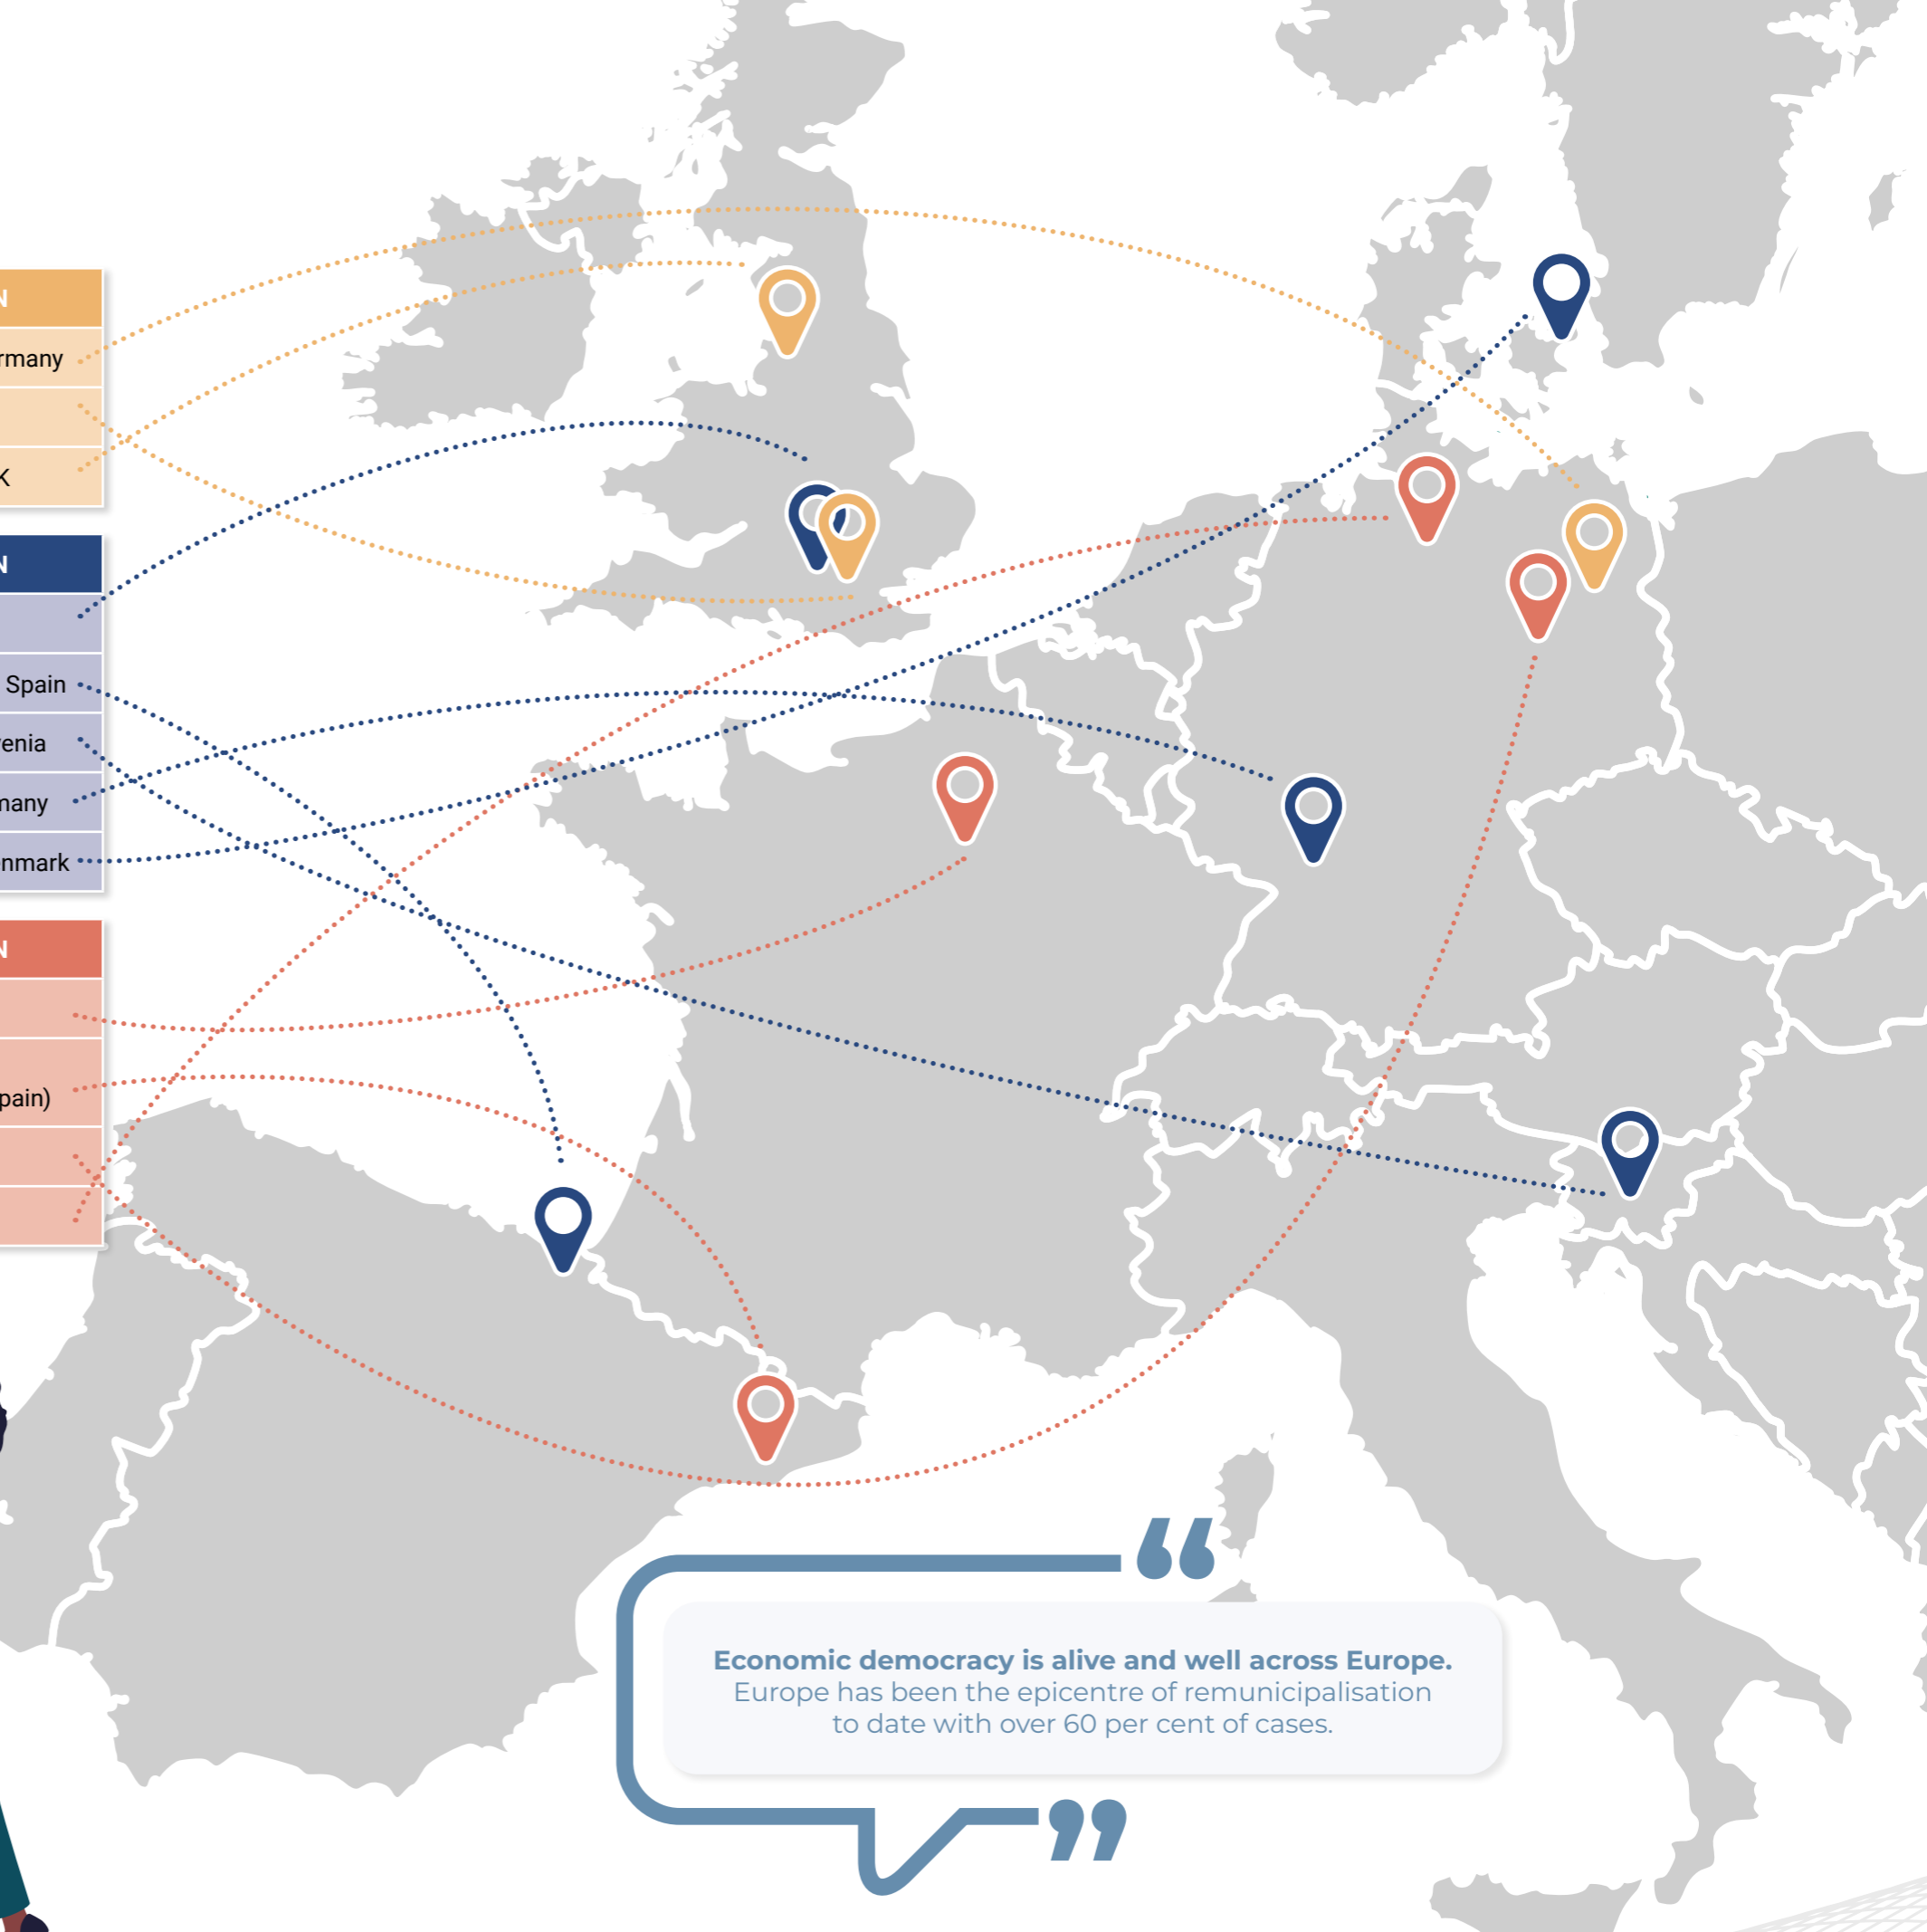 N
rmany
K
N
Spain
enia
nany
nmark
N
pain)
Economic democracy is alive and well across Europe.
Europe has been the epicentre of remunicipalisation
to date with over 60 per cent of cases.